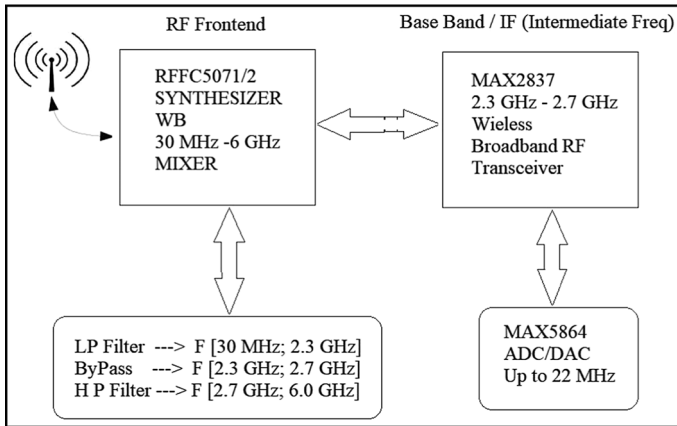 RF Frontend
Base Band / IF (Intermediate Freq)
RFFC5071/2
SYNTHESIZER
WB
30 MHz -6 GHz
MIXER
MAX2837
2.3 GHz - 2.7 GHz
Wieless
Broadband RF
Transceiver
LP Filter ---> F [30 MHz; 2.3 GHz]
ByPass ---> F [2.3 GHz; 2.7 GHz]
H P Filter ---> F [2.7 GHz; 6.0 GHz]
MAX5864
ADC/DAC
Up to 22 MHz